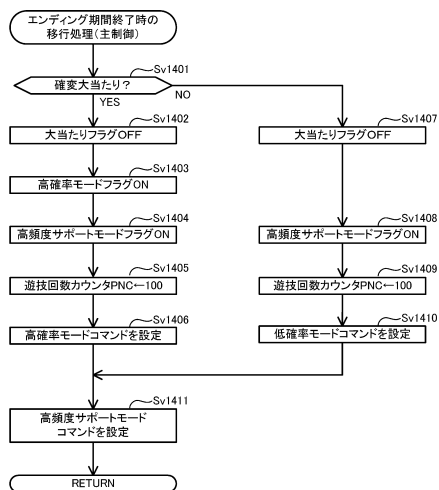 エンディング期間終了時の
移行処理(主制御)
Sv1401
確変大当たり?
YES
NO
Sv1402
大当たりフラグOFF
Sv1403
高確率モードフラグON
Sv1404
高頻度サポートモードフラグON
Sv1405
遊技回数カウンタPNC←100
Sv1406
高確率モードコマンドを設定
Sv1407
大当たりフラグOFF
Sv1408
高頻度サポートモードフラグON
Sv1409
遊技回数カウンタPNC←100
Sv1410
低確率モードコマンドを設定
Sv1411
高頻度サポートモード
コマンドを設定
RETURN